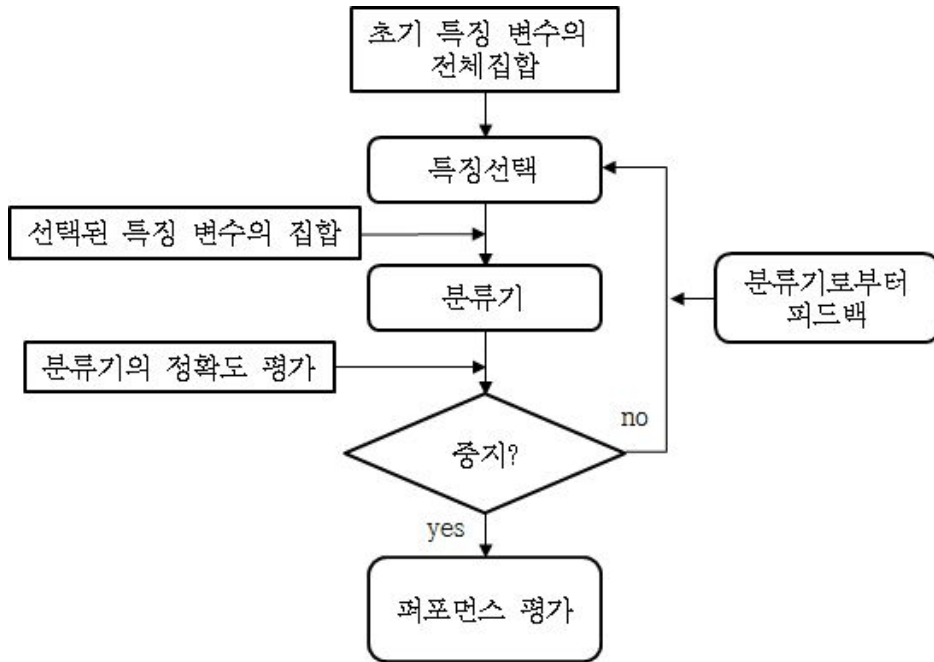 초기 특징 변수의
전체집합
특징선택
선택된 특징 변수의 집합
분류기
분류기로부터
피드백
분류기의 정확도 평가
no
중지?
yes
퍼포먼스 평가